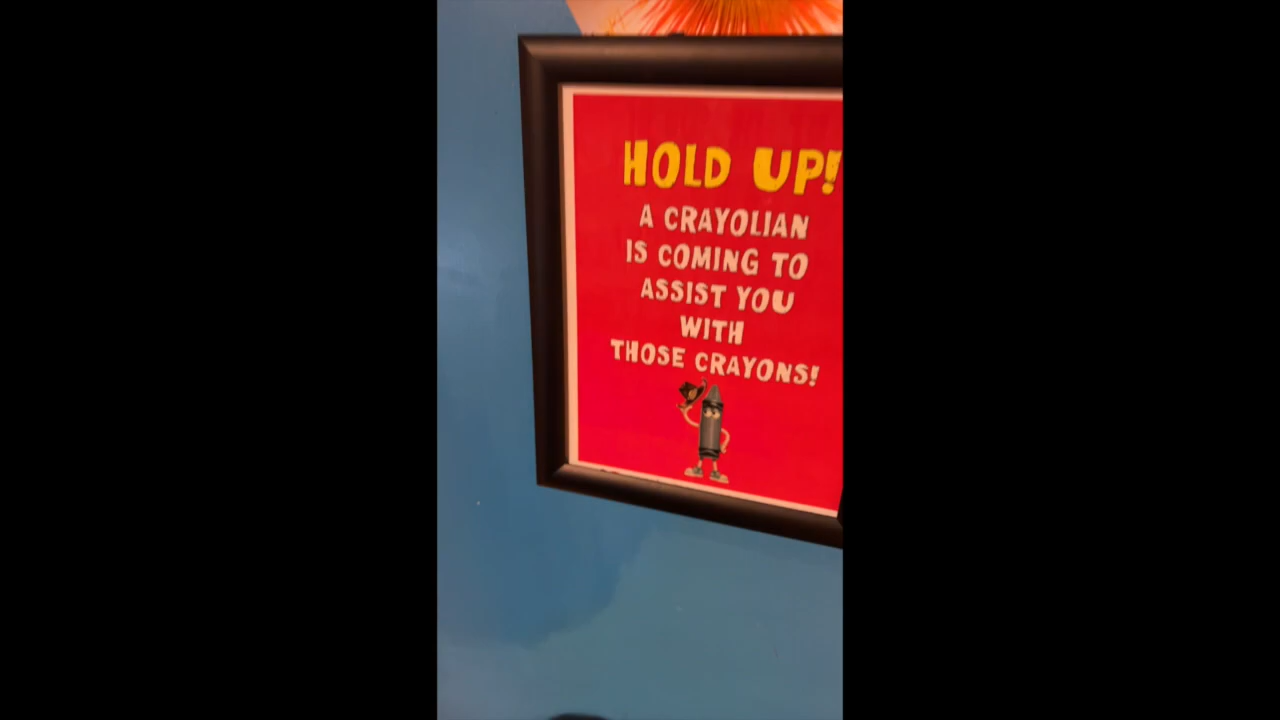 HOLD UP!
A CRAYOLIAN
IS COMING TO
ASSIST YOU
WITH
THOSE CRAYONS!